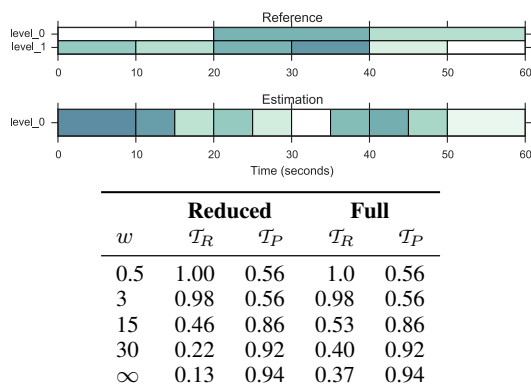 Reference
level_0
level_1
0 10 20 30 40 50 60
Estimation
level_0
0 10 20 30 40 50 60
Time (seconds)
Reduced Full
w 𝒯_R 𝒯_P 𝒯_R 𝒯_P
0.5 1.00 0.56 1.0 0.56
3 0.98 0.56 0.98 0.56
15 0.46 0.86 0.53 0.86
30 0.22 0.92 0.40 0.92
∞ 0.13 0.94 0.37 0.94